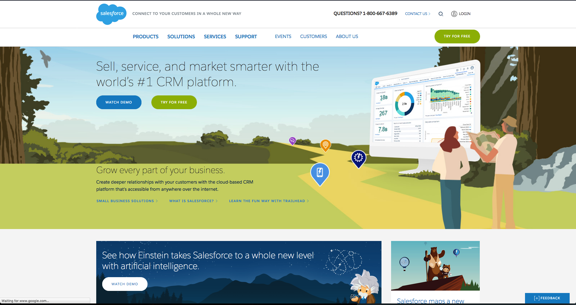 salesforce
CONNECT TO YOUR CUSTOMERS IN A WHOLE NEW WAY
QUESTIONS? 1-800-667-6389
CONTACT US
LOGIN
PRODUCTS SOLUTIONS SERVICES SUPPORT EVENTS CUSTOMERS ABOUT US
TRY FOR FREE
Sell, service, and market smarter with the
world's #1 CRM platform.
WATCH DEMO
TRY FOR FREE
Grow every part of your business.
Create deeper relationships with your customers with the cloud-based CRM
platform that's accessible from anywhere over the Internet.
SMALL BUSINESS SOLUTIONS
WHAT IS SALESFORCE?
LEARN THE FUN WAY WITH TRAILHEAD
See how Einstein takes Salesforce to a whole new level
with artificial intelligence.
WATCH DEMO
Salesforce maps a new
FEEDBACK